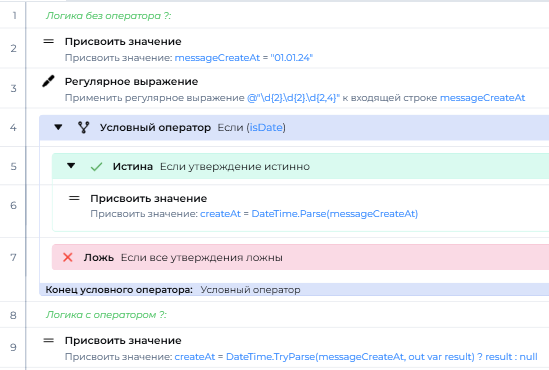 1 Логика без оператора ?:
2 Присвоить значение
Присвоить значение: messageCreateAt = "01.01.24"
3 Регулярное выражение
Применить регулярное выражение @"\d{2}.\d{2}.\d{2,4}" к входящей строке messageCreateAt
4 Условный оператор Если (isDate)
5 Истина Если утверждение истинно
6 Присвоить значение
Присвоить значение: createAt = DateTime.Parse(messageCreateAt)
7 Ложь Если все утверждения ложны
Конец условного оператора: Условный оператор
8 Логика с оператором ?:
9 Присвоить значение
Присвоить значение: createAt = DateTime.TryParse(messageCreateAt, out var result) ? result : null